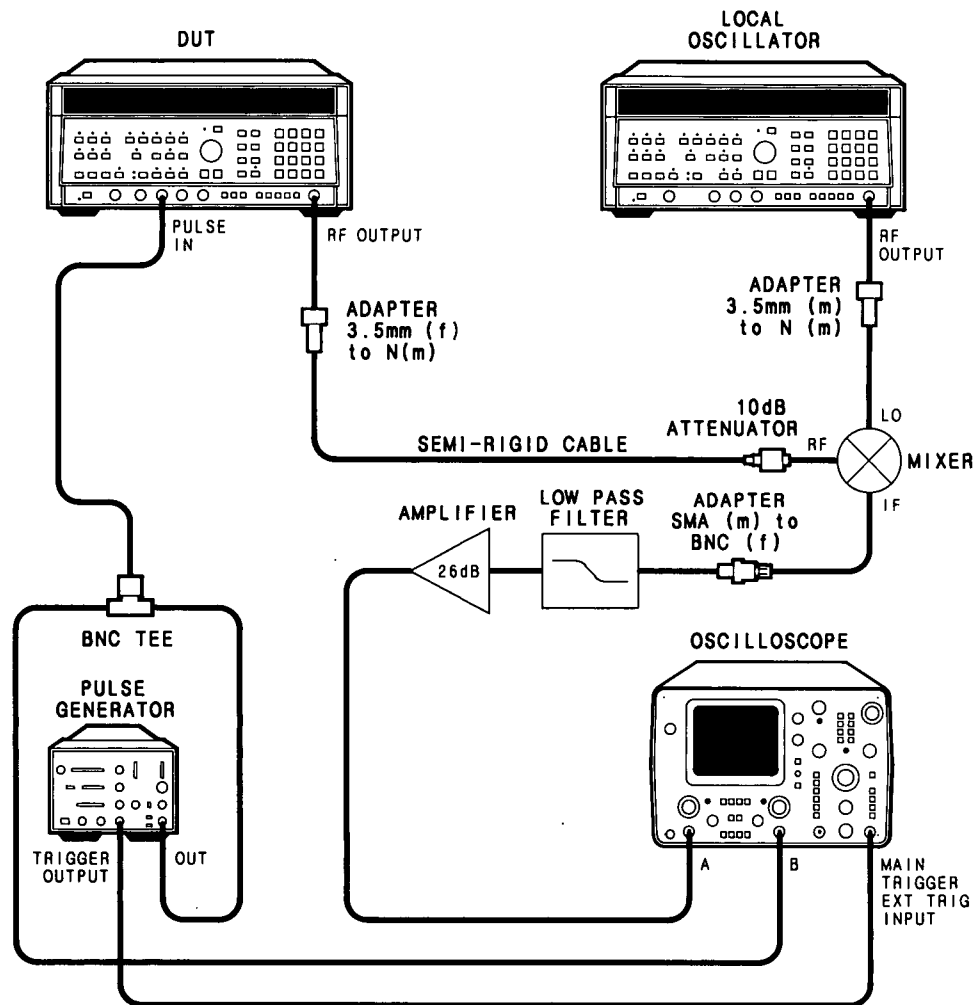 DUT
LOCAL
OSCILLATOR
PULSE
IN
RF OUTPUT
RF
OUTPUT
ADAPTER
3.5mm (f)
to N(m)
ADAPTER
3.5mm (m)
to N (m)
10dB
ATTENUATOR
LO
RF
SEMI-RIGID CABLE
MIXER
IF
AMPLIFIER
LOW PASS
FILTER
ADAPTER
SMA (m) to
BNC (f)
26dB
BNC TEE
OSCILLOSCOPE
PULSE
GENERATOR
TRIGGER
OUTPUT
OUT
A
B
MAIN
TRIGGER
EXT TRIG
INPUT